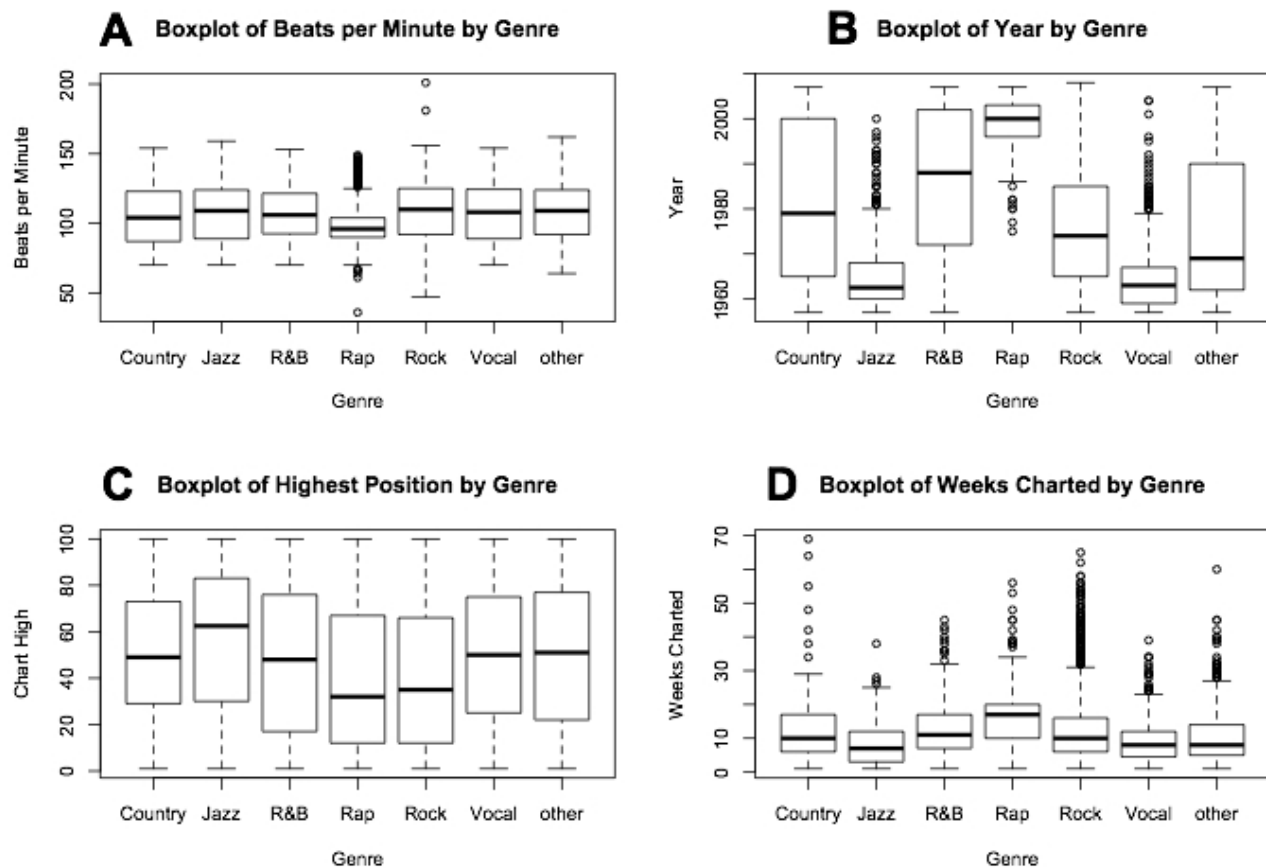 A Boxplot of Beats per Minute by Genre
Beats per Minute
200
150
100
50
Country Jazz R&B Rap Rock Vocal other
Genre
B Boxplot of Year by Genre
Year
2000
1980
1960
Country Jazz R&B Rap Rock Vocal other
Genre
C Boxplot of Highest Position by Genre
Chart High
100
80
60
40
20
0
Country Jazz R&B Rap Rock Vocal other
Genre
D Boxplot of Weeks Charted by Genre
Weeks Charted
70
50
30
10
0
Country Jazz R&B Rap Rock Vocal other
Genre